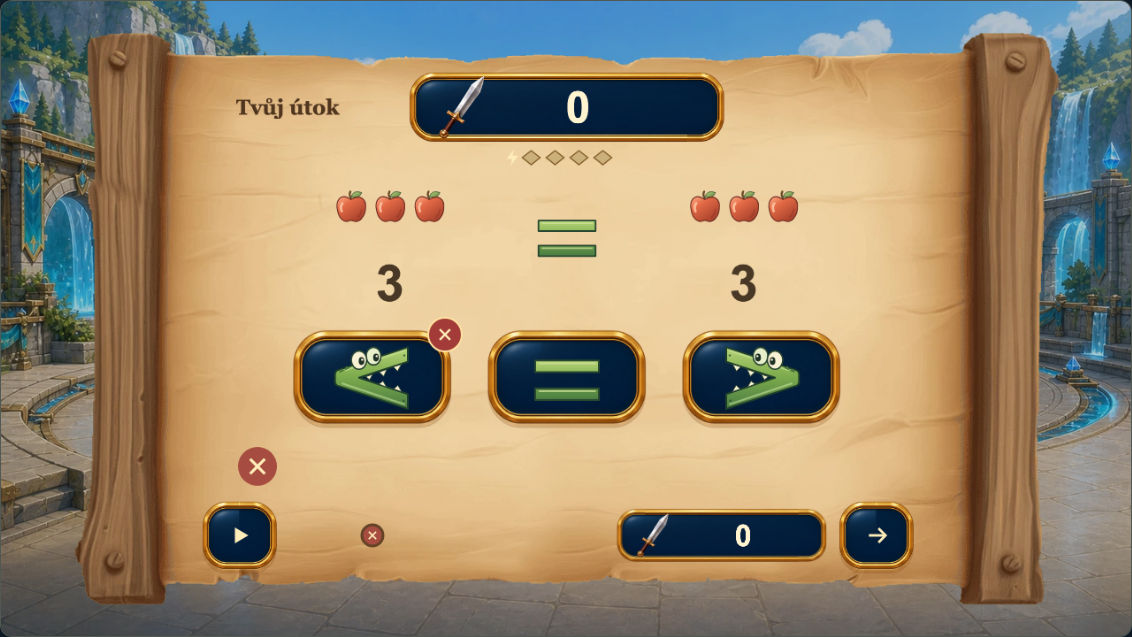 Tvůj útok
0
=
3 3
< = >
0